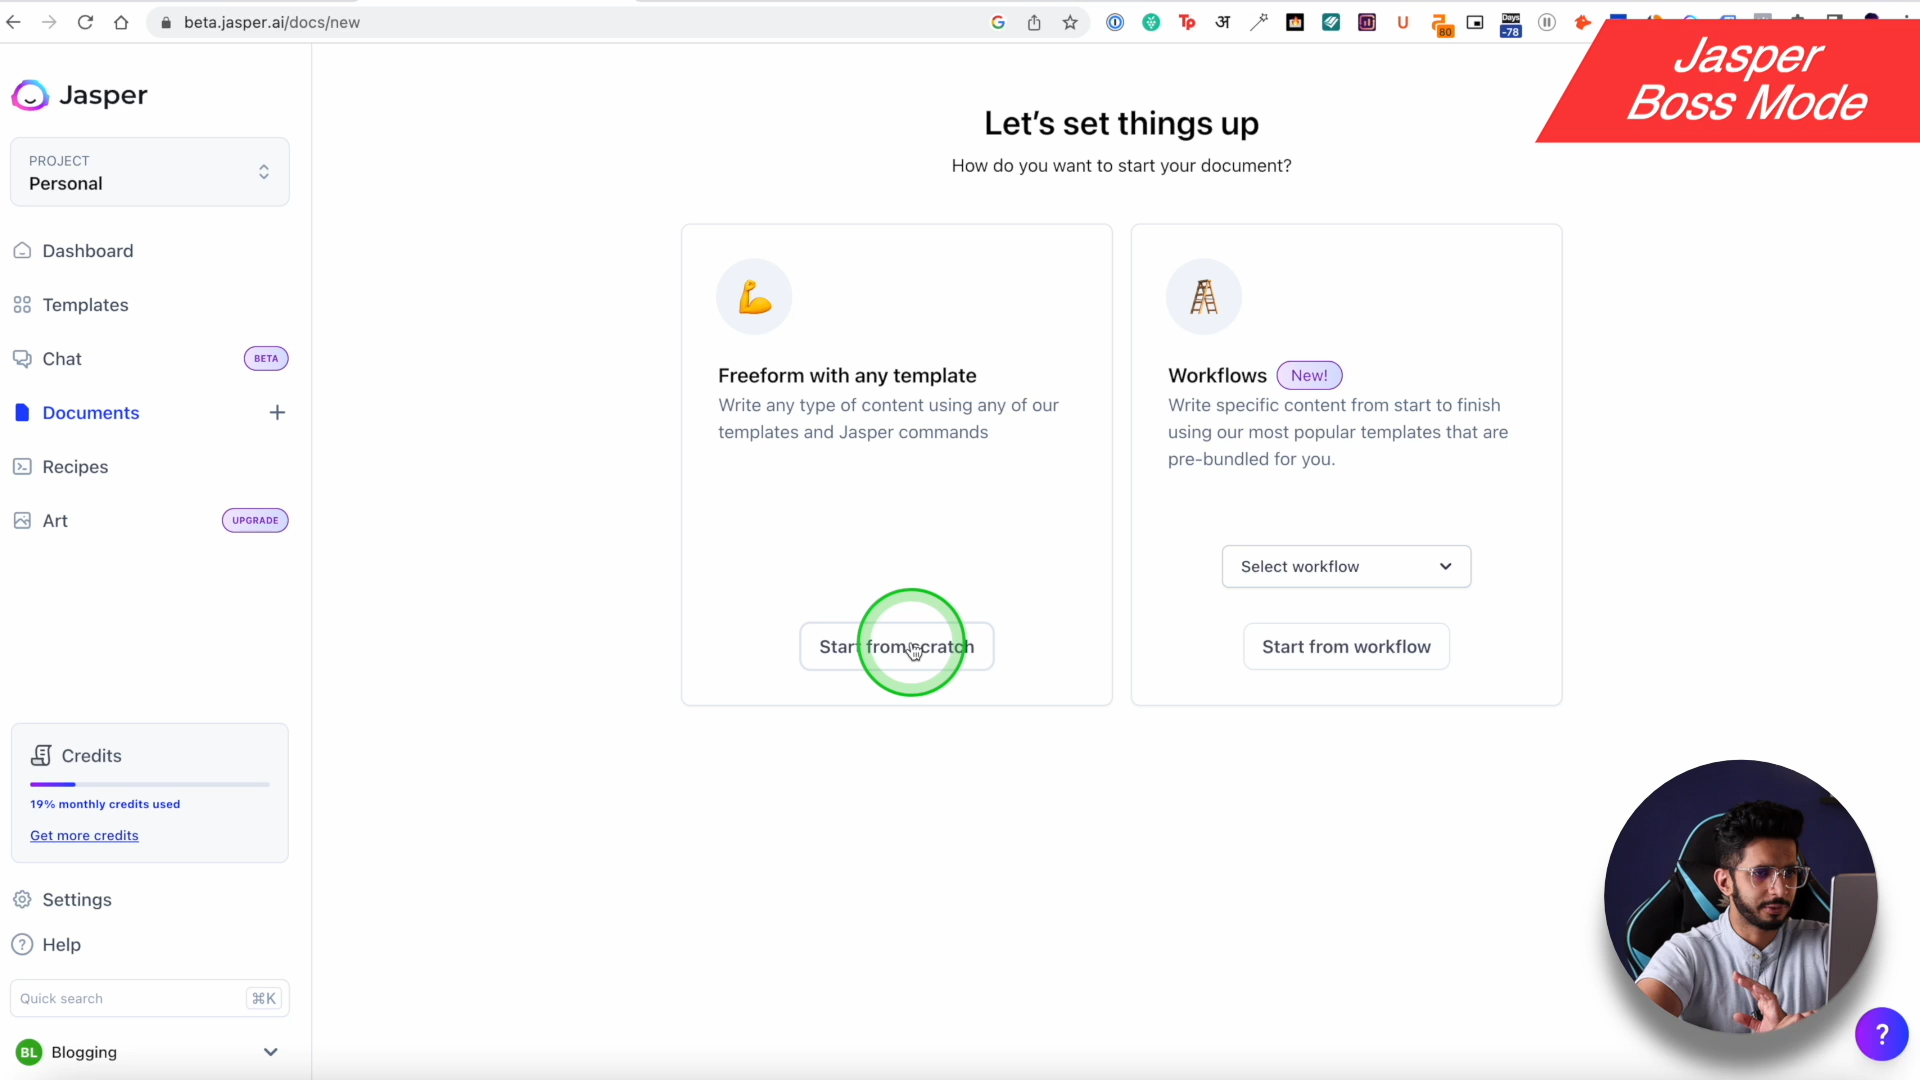 beta.jasper.ai/docs/new
Tp
अ
U
80
Days
-78
Jasper
Boss Mode
Jasper
PROJECT
Personal
Dashboard
Templates
Chat
BETA
Documents
Recipes
Art
UPGRADE
Credits
19% monthly credits used
Get more credits
Settings
Help
Quick search
⌘K
BL
Blogging
Let's set things up
How do you want to start your document?
Freeform with any template
Write any type of content using any of our
templates and Jasper commands
Start from scratch
Workflows
New!
Write specific content from start to finish
using our most popular templates that are
pre-bundled for you.
Select workflow
Start from workflow
?